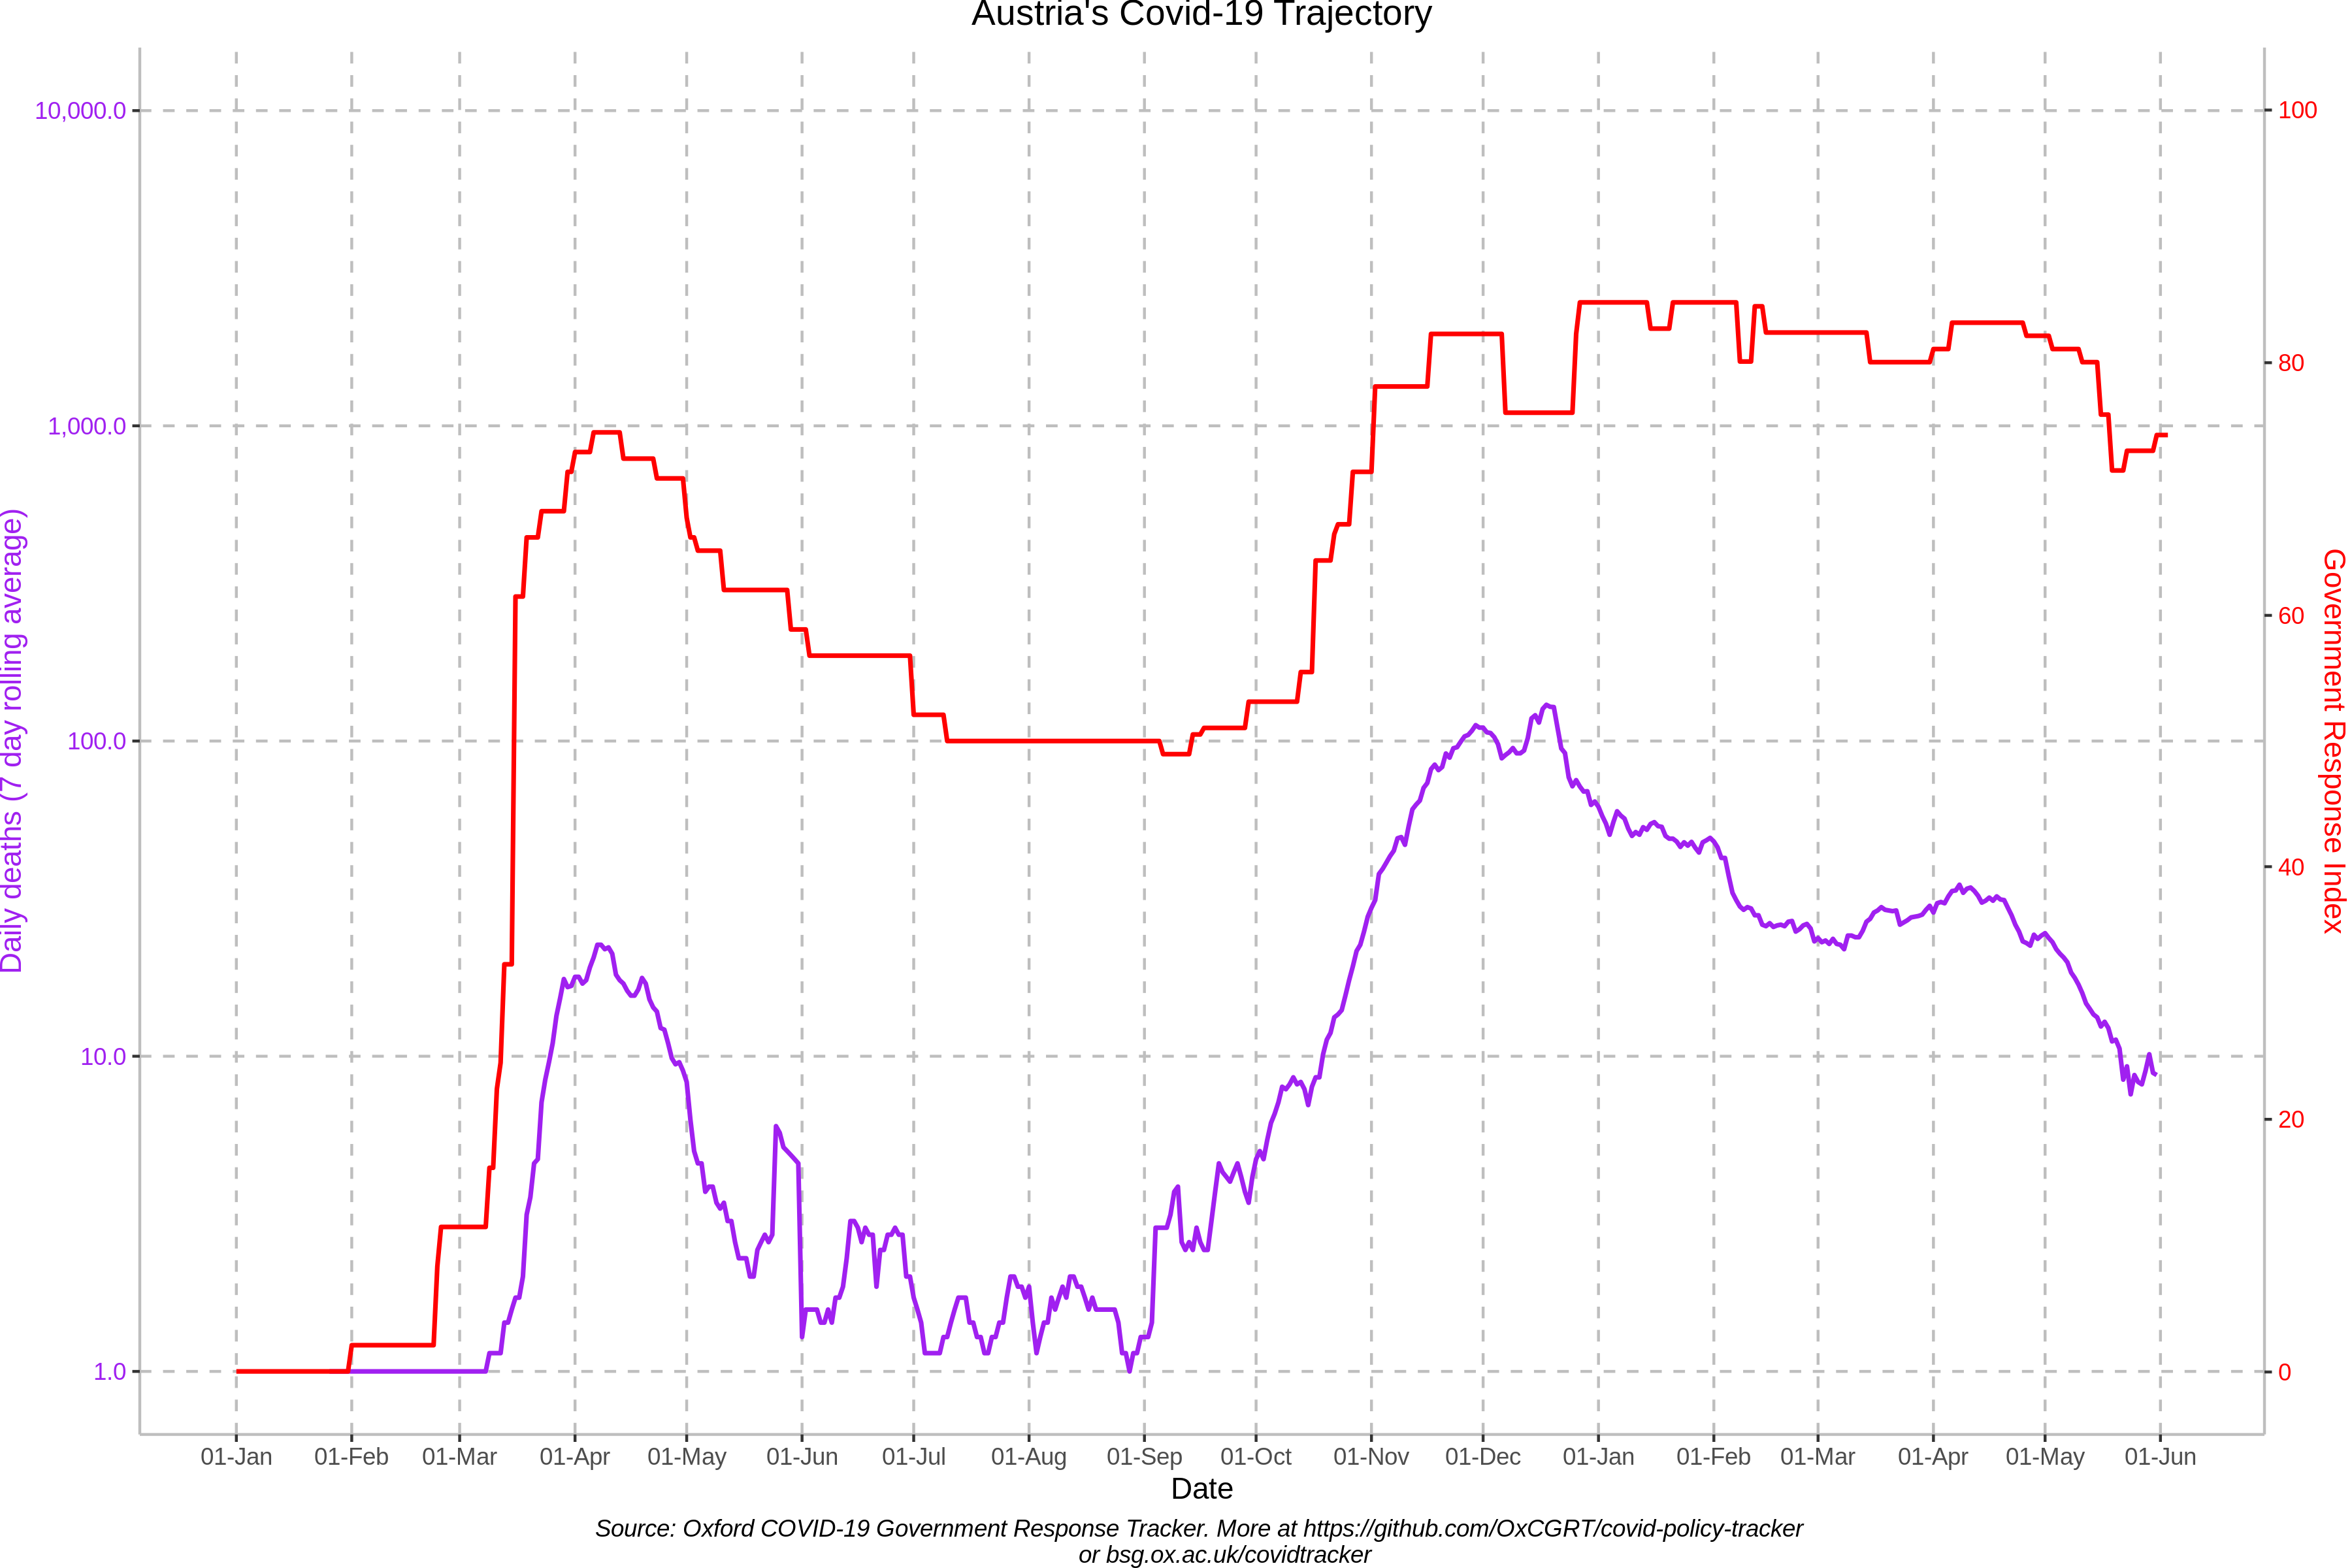 Austria's Covid-19 Trajectory
10,000.0
1,000.0
100.0
10.0
1.0
Daily deaths (7 day rolling average)
100
80
60
40
20
0
Government Response Index
01-Jan 01-Feb 01-Mar 01-Apr 01-May 01-Jun 01-Jul 01-Aug 01-Sep 01-Oct 01-Nov 01-Dec 01-Jan 01-Feb 01-Mar 01-Apr 01-May 01-Jun
Date
Source: Oxford COVID-19 Government Response Tracker. More at https://github.com/OxCGRT/covid-policy-tracker
or bsg.ox.ac.uk/covidtracker